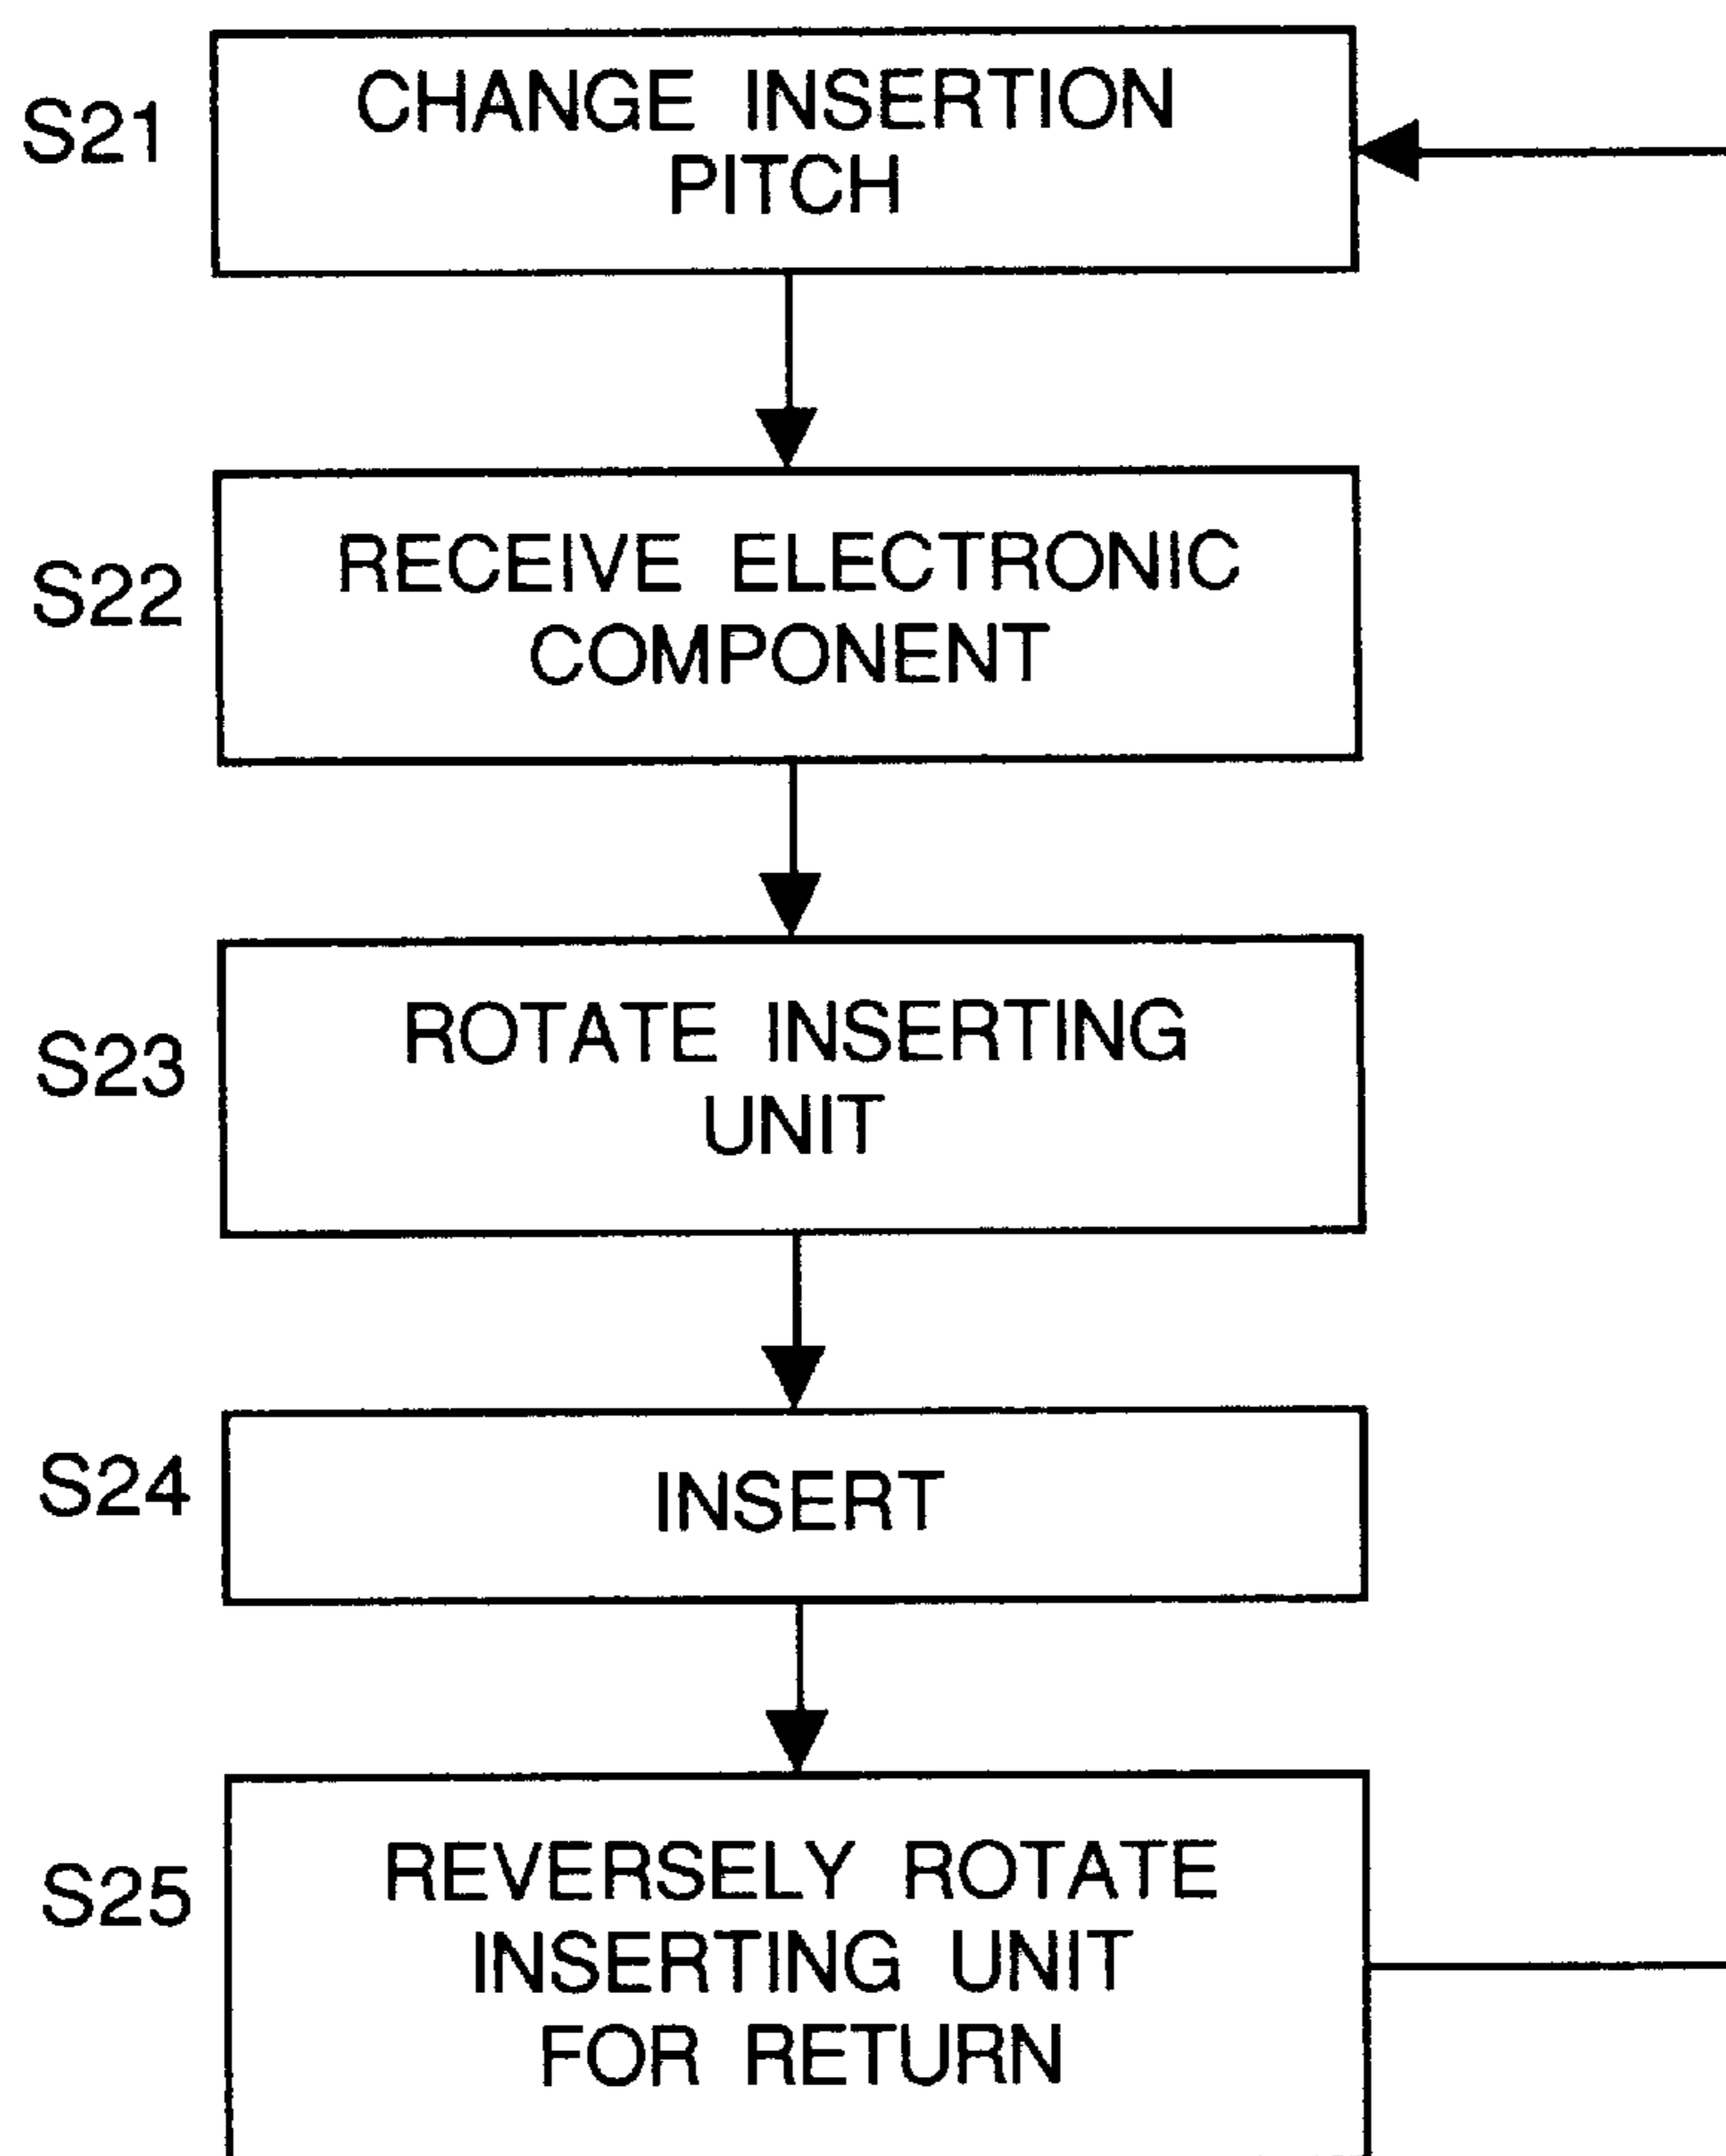 S21
CHANGE INSERTION
PITCH
S22
RECEIVE ELECTRONIC
COMPONENT
S23
ROTATE INSERTING
UNIT
S24
INSERT
S25
REVERSELY ROTATE
INSERTING UNIT
FOR RETURN